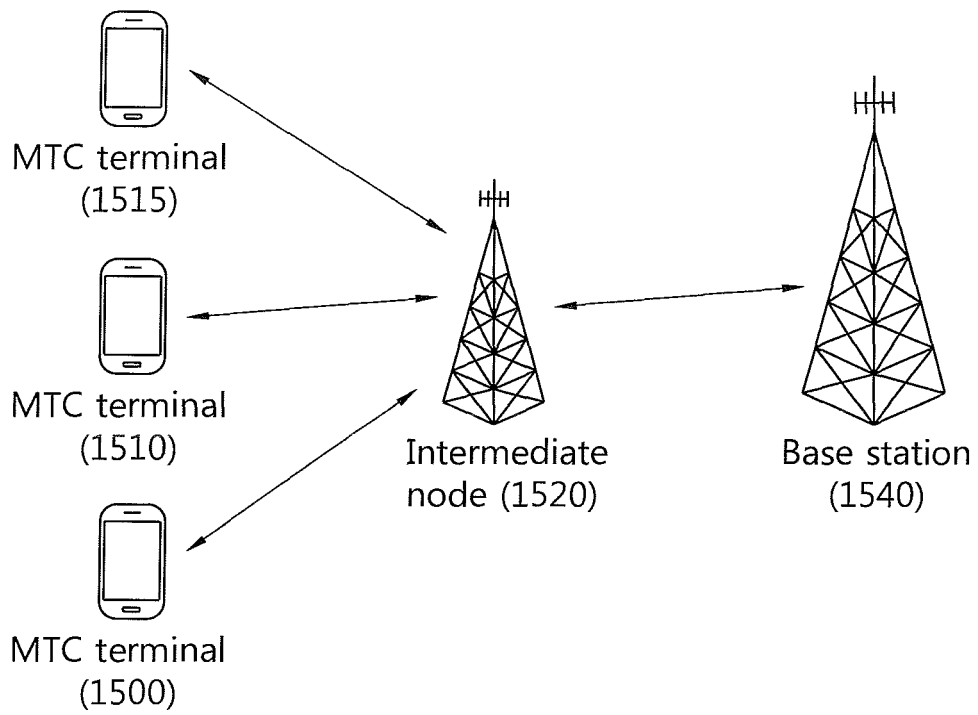 MTC terminal
(1515)
MTC terminal
(1510)
Intermediate
node (1520)
Base station
(1540)
MTC terminal
(1500)